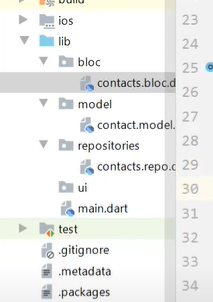 build
23
ios
24
lib
bloc
25
contacts.bloc.d
26
model
27
contact.model.
28
repositories
29
contacts.repo.c
ui
30
main.dart
31
test
32
.gitignore
33
.metadata
.packages
34